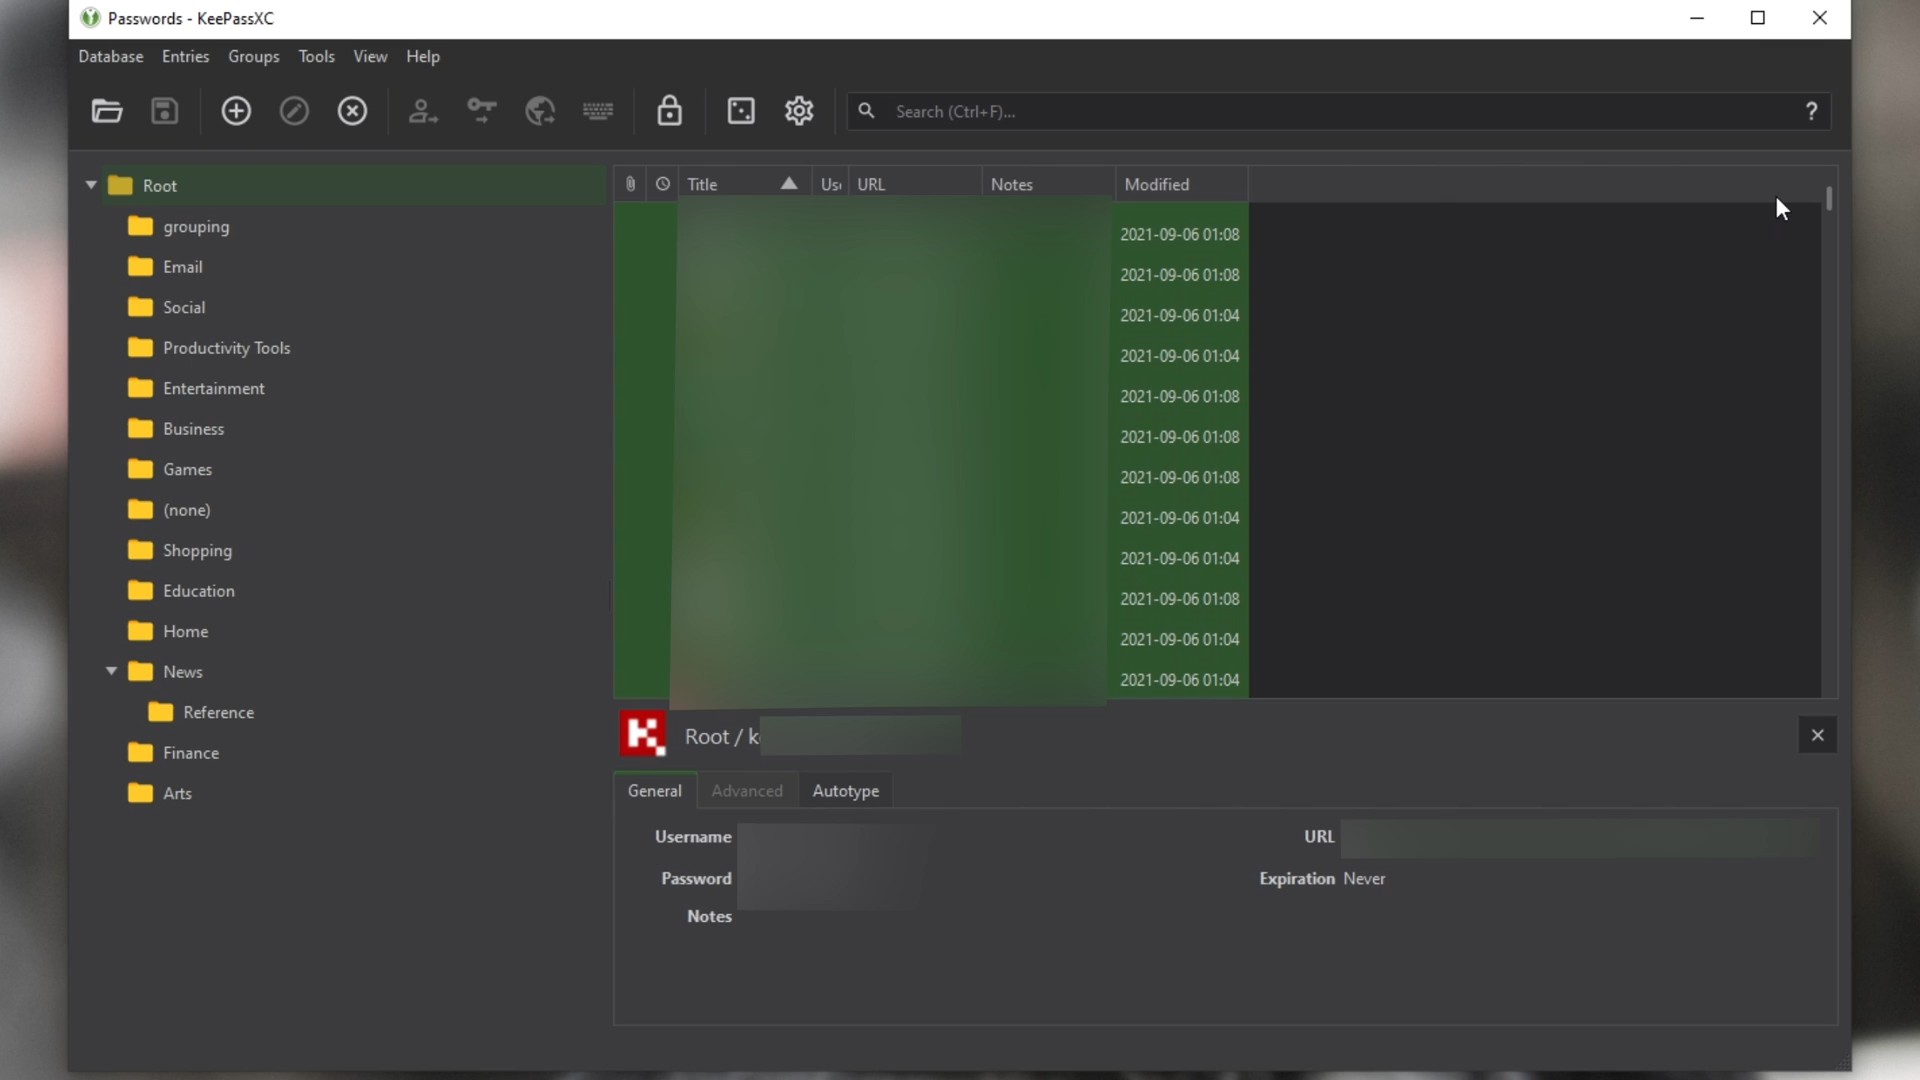 Passwords - KeePassXC
Database Entries Groups Tools View Help
Search (Ctrl+F)... ?
Root
grouping
Email
Social
Productivity Tools
Entertainment
Business
Games
(none)
Shopping
Education
Home
News
Reference
Finance
Arts
Title Us URL Notes Modified
2021-09-06 01:08
2021-09-06 01:08
2021-09-06 01:04
2021-09-06 01:04
2021-09-06 01:08
2021-09-06 01:08
2021-09-06 01:08
2021-09-06 01:04
2021-09-06 01:04
2021-09-06 01:08
2021-09-06 01:04
2021-09-06 01:04
K
Root / k
General Advanced Autotype
Username URL
Password Expiration Never
Notes